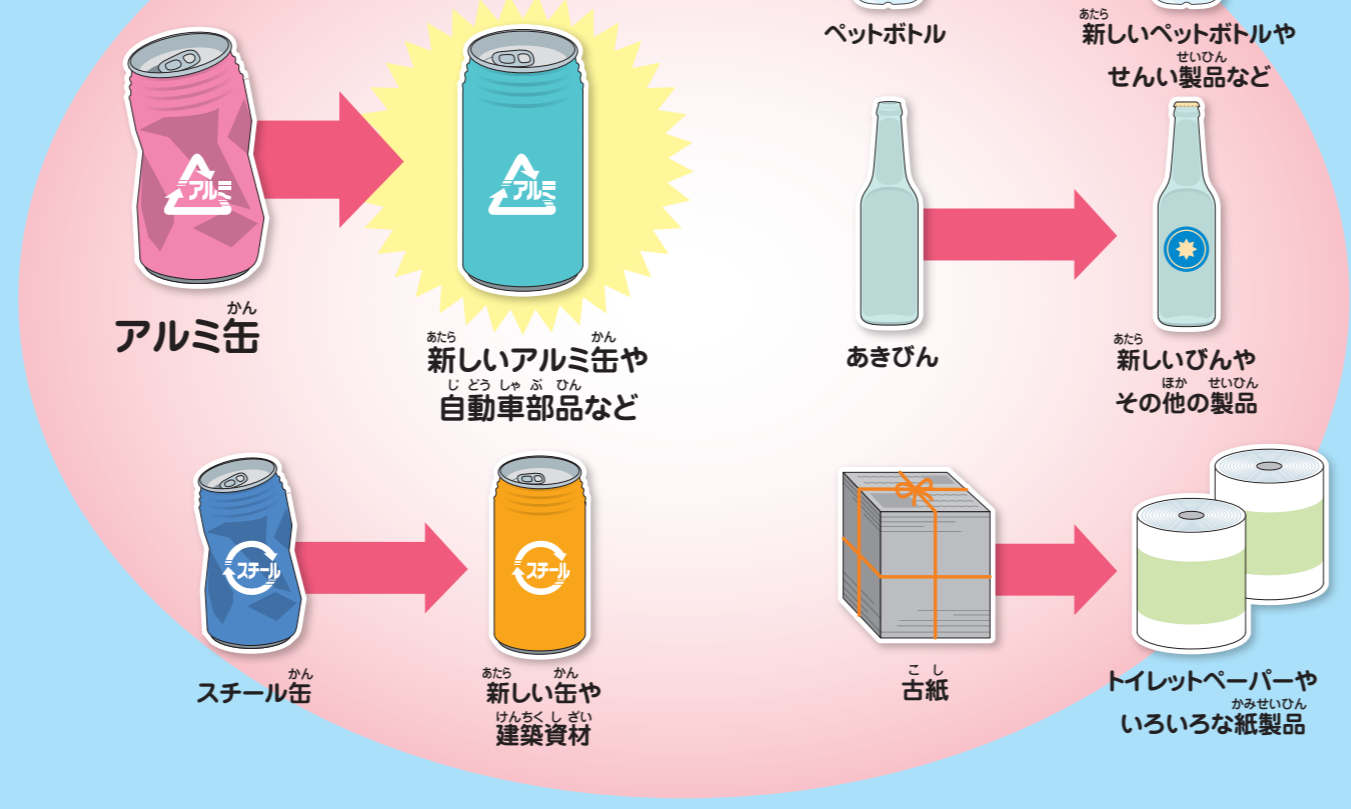 ペットボトル
あたら
新しいペットボトルや
せいひん
せんい製品など
アルミ
アルミ
かん
アルミ缶
あたら かん
新しいアルミ缶や
じどうしゃぶひん
自動車部品など
あきびん
あたら
新しいびんや
ほか せいひん
その他の製品
スチール
スチール
かん
スチール缶
あたら かん
新しい缶や
けんちくしざい
建築資材
こし
古紙
トイレットペーパーや
かみせいひん
いろいろな紙製品